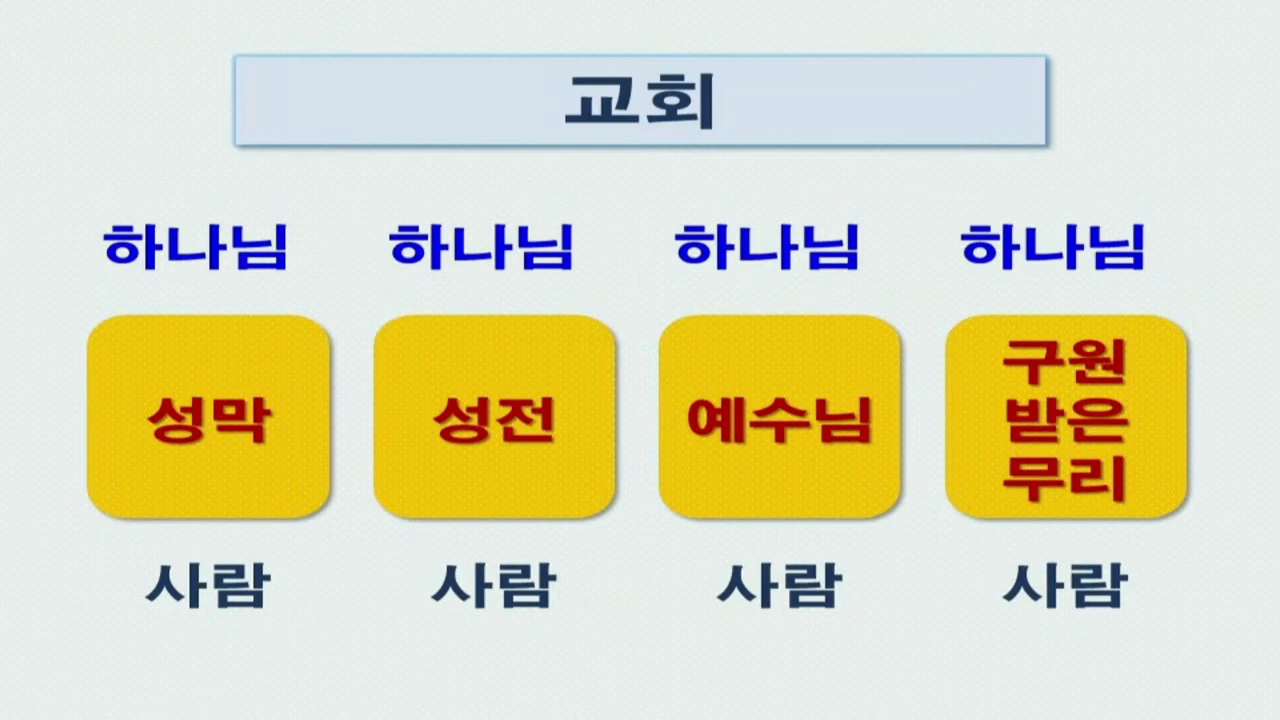 교회
하나님 하나님 하나님 하나님
성막 성전 예수님 구원
받은
무리
사람 사람 사람 사람